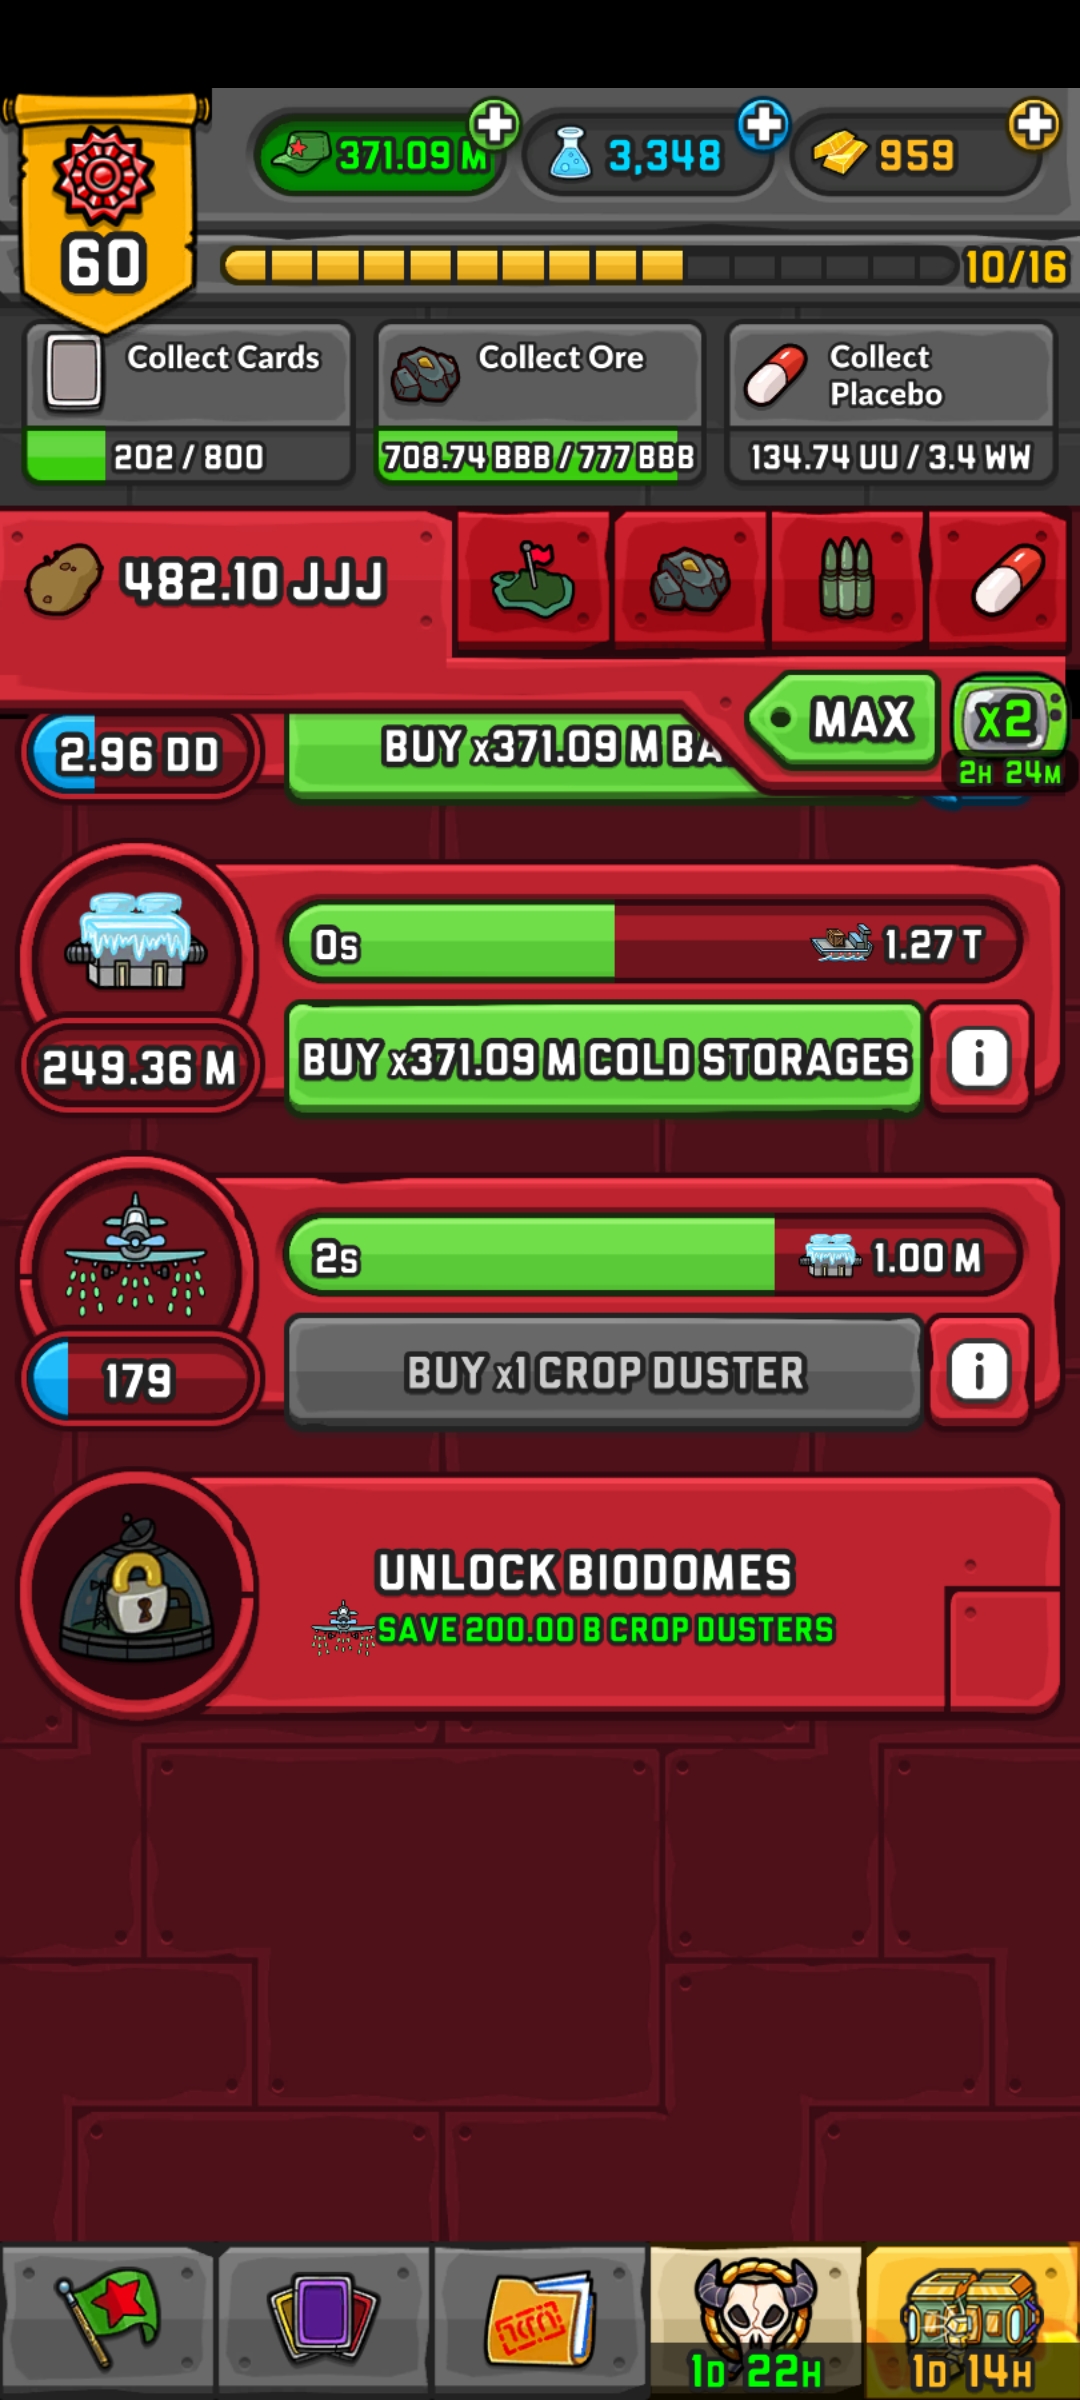 371.09 M
3,348
959
60
10/16
Collect Cards
202 / 800
Collect Ore
708.74 BBB / 777 BBB
Collect
Placebo
134.74 UU / 3.4 WW
482.10 JJJ
MAX
x2
2H 24M
2.96 DD
BUY x371.09 M BA
0s
1.27 T
249.36 M
BUY x371.09 M COLD STORAGES
i
2s
1.00 M
179
BUY x1 CROP DUSTER
i
UNLOCK BIODOMES
SAVE 200.00 B CROP DUSTERS
1D 22H
1D 14H